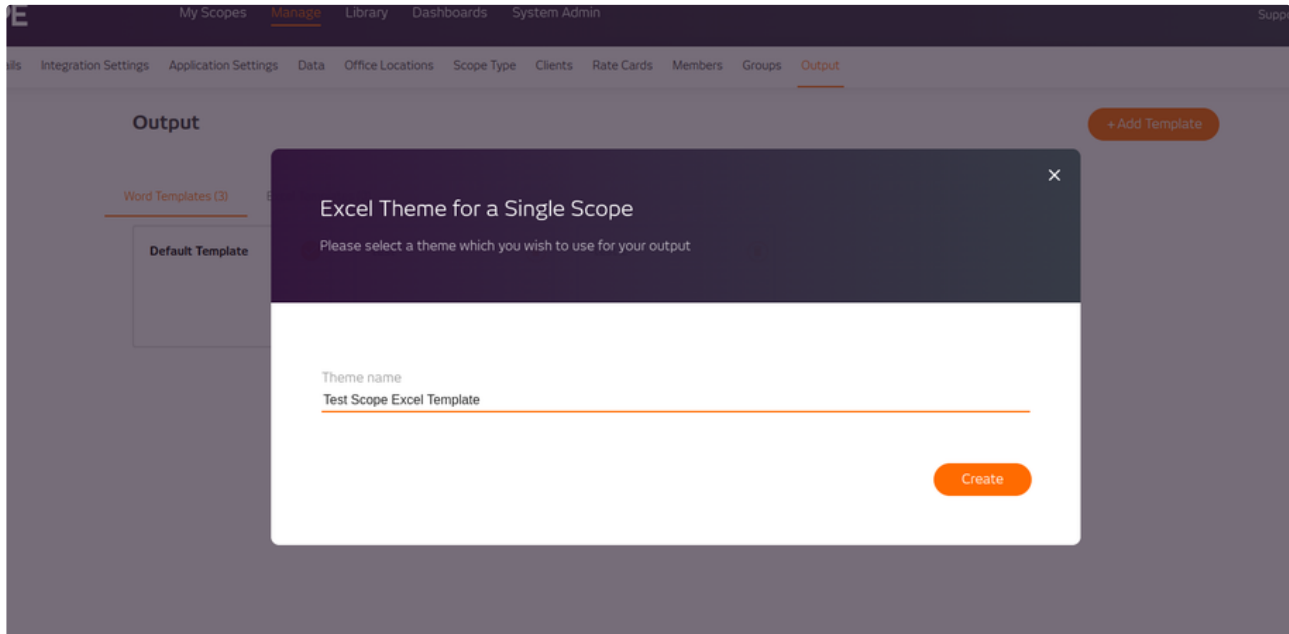 My Scopes Manage Library Dashboards System Admin
Integration Settings Application Settings Data Office Locations Scope Type Clients Rate Cards Members Groups Output
Output
+ Add Template
Word Templates (3)
Default Template
Excel Theme for a Single Scope
Please select a theme which you wish to use for your output
Theme name
Test Scope Excel Template
Create